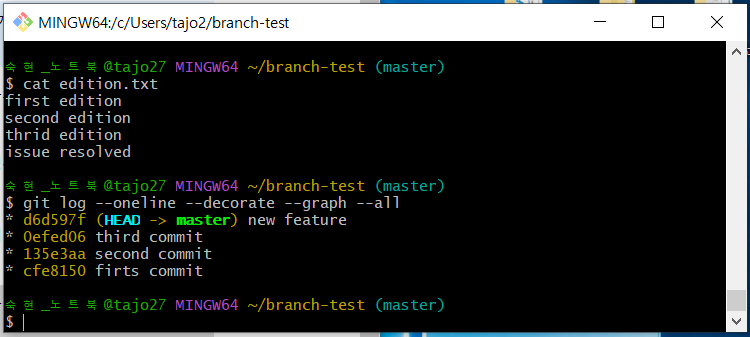 MINGW64:/c/Users/tajo2/branch-test
숙현_노트북@tajo27 MINGW64 ~/branch-test (master)
$ cat edition.txt
first edition
second edition
thrid edition
issue resolved
숙현_노트북@tajo27 MINGW64 ~/branch-test (master)
$ git log --oneline --decorate --graph --all
* d6d597f (HEAD -> master) new feature
* 0efed06 third commit
* 135e3aa second commit
* cfe8150 firts commit
숙현_노트북@tajo27 MINGW64 ~/branch-test (master)
$